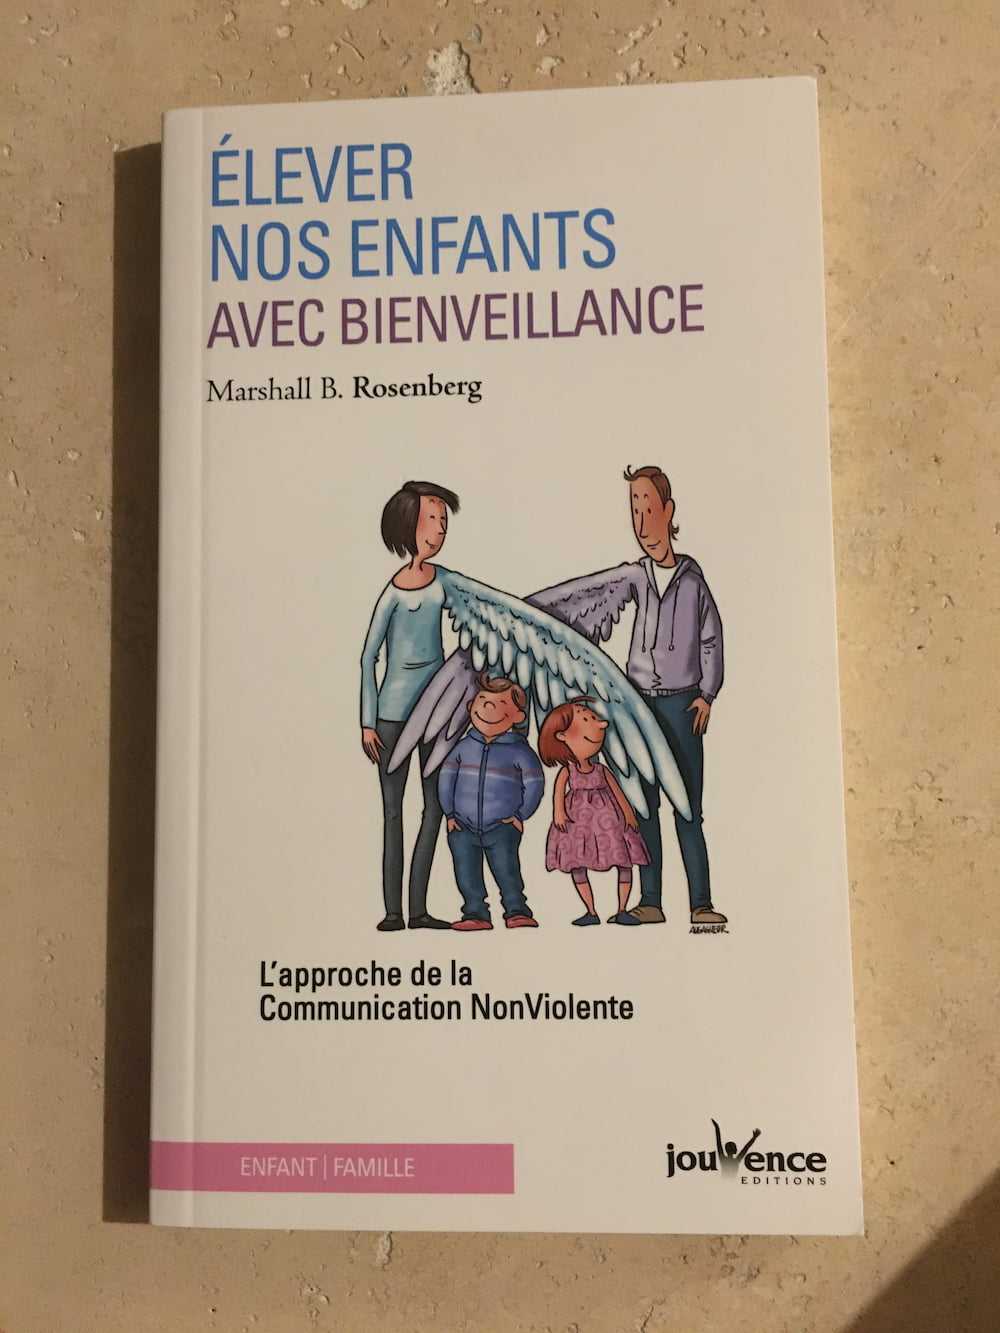 ÉLEVER
NOS ENFANTS
AVEC BIENVEILLANCE
Marshall B. Rosenberg
L'approche de la
Communication NonViolente
ENFANT | FAMILLE
jouvence
EDITIONS